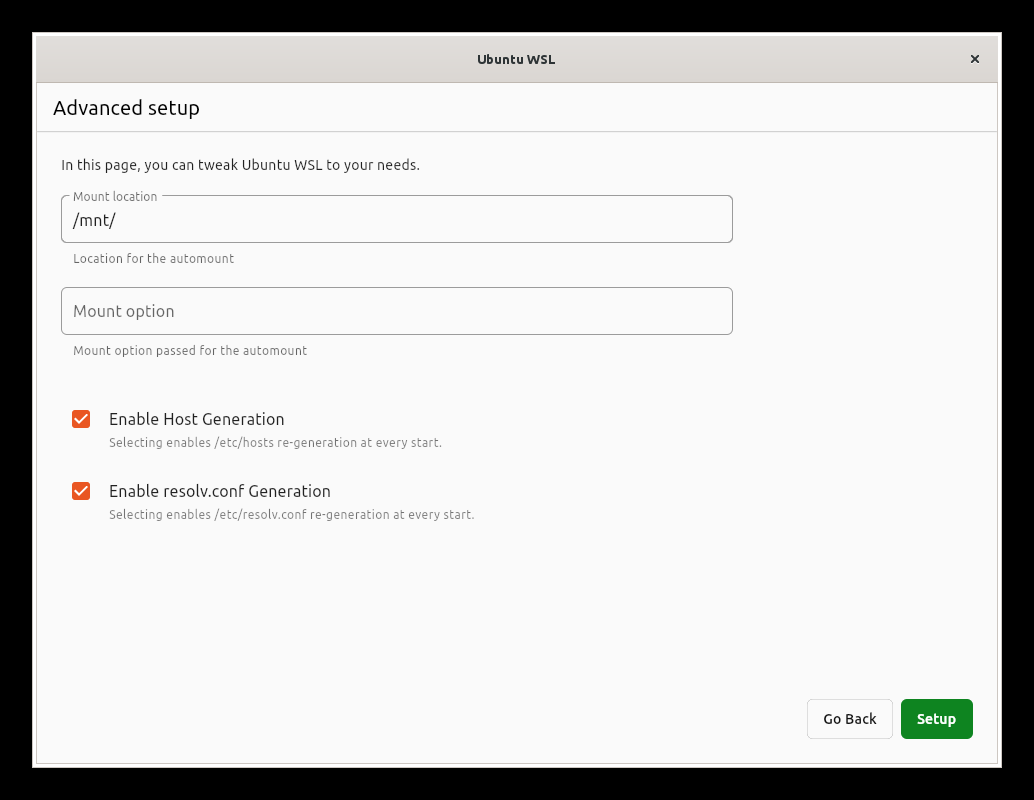 Ubuntu WSL
Advanced setup
In this page, you can tweak Ubuntu WSL to your needs.
Mount location
/mnt/
Location for the automount
Mount option
Mount option passed for the automount
Enable Host Generation
Selecting enables /etc/hosts re-generation at every start.
Enable resolv.conf Generation
Selecting enables /etc/resolv.conf re-generation at every start.
Go Back
Setup